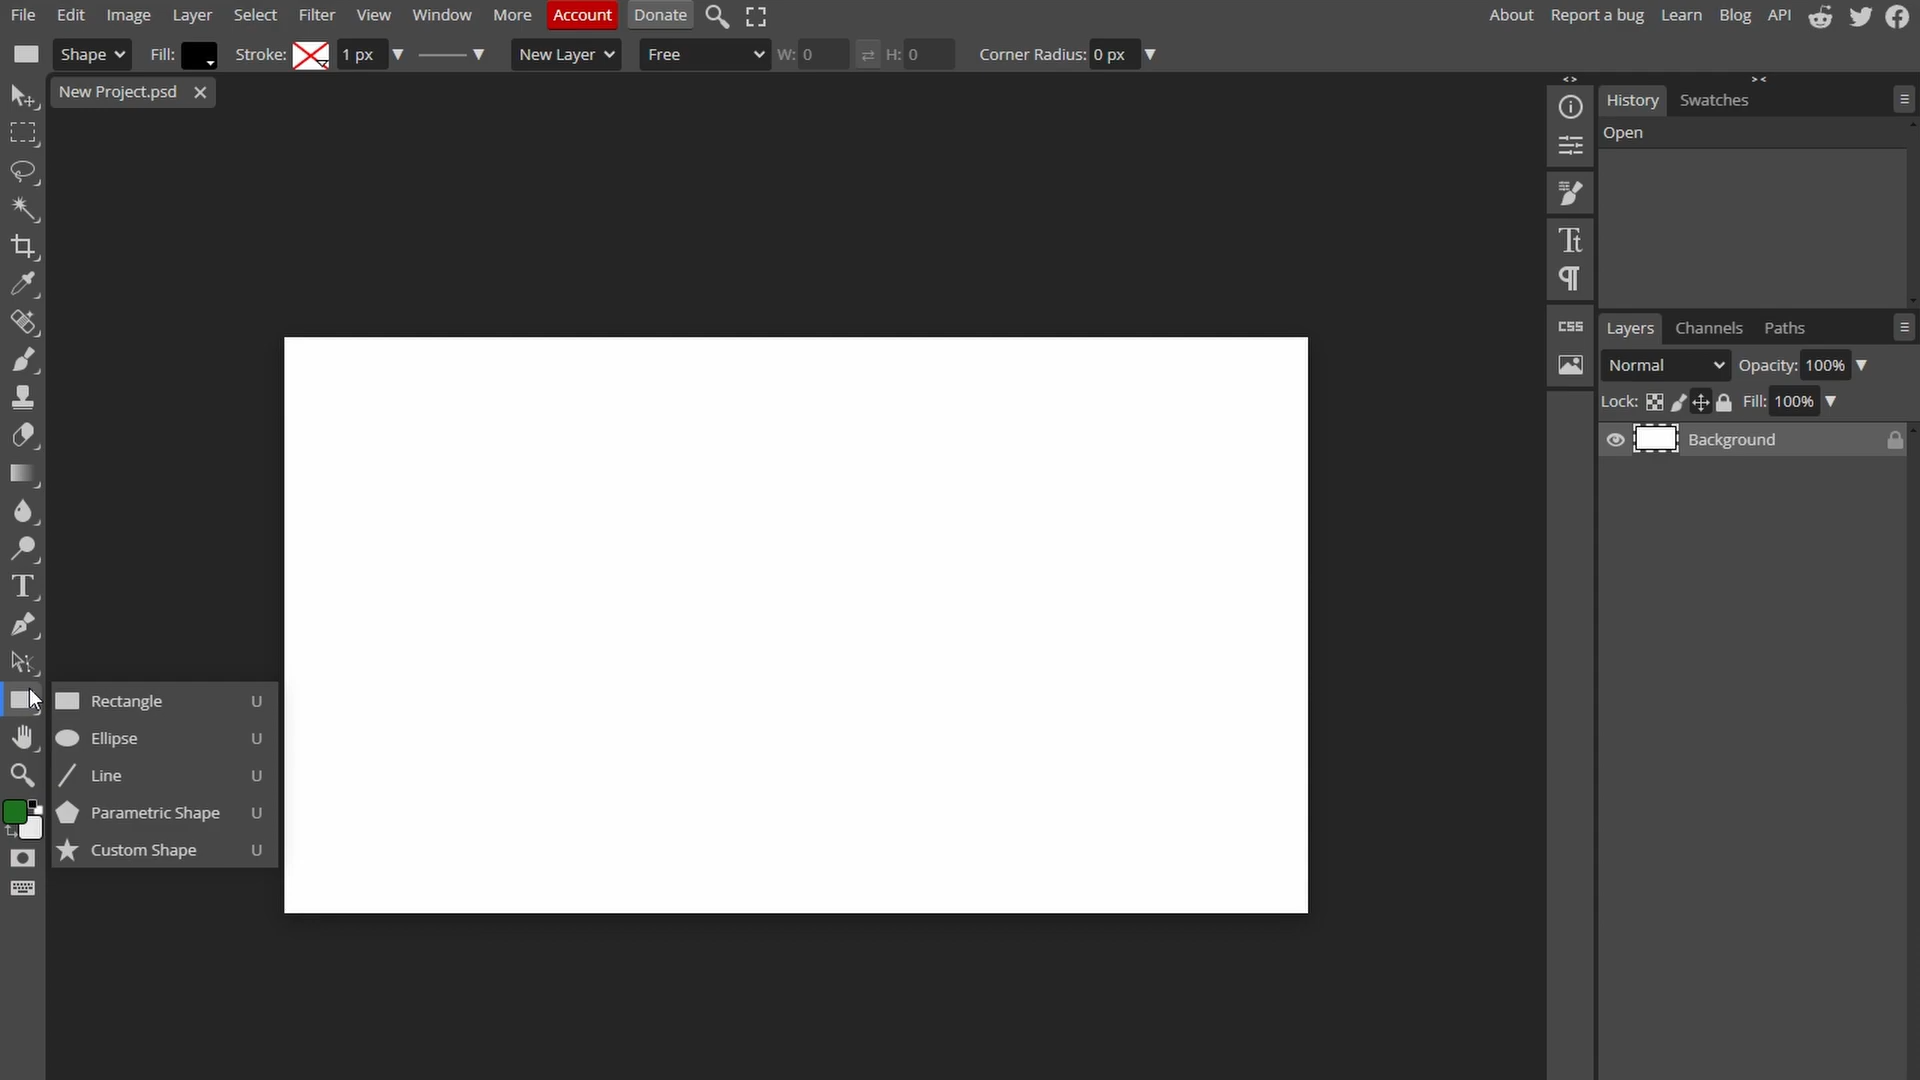 File Edit Image Layer Select Filter View Window More Account Donate About Report a bug Learn Blog API
Shape Fill: Stroke: 1 px New Layer Free W: 0 H: 0 Corner Radius: 0 px
New Project.psd
History Swatches
Open
Tt
CSS
Layers Channels Paths
Normal Opacity: 100%
Lock: Fill: 100%
Background
Rectangle U
Ellipse U
Line U
Parametric Shape U
Custom Shape U